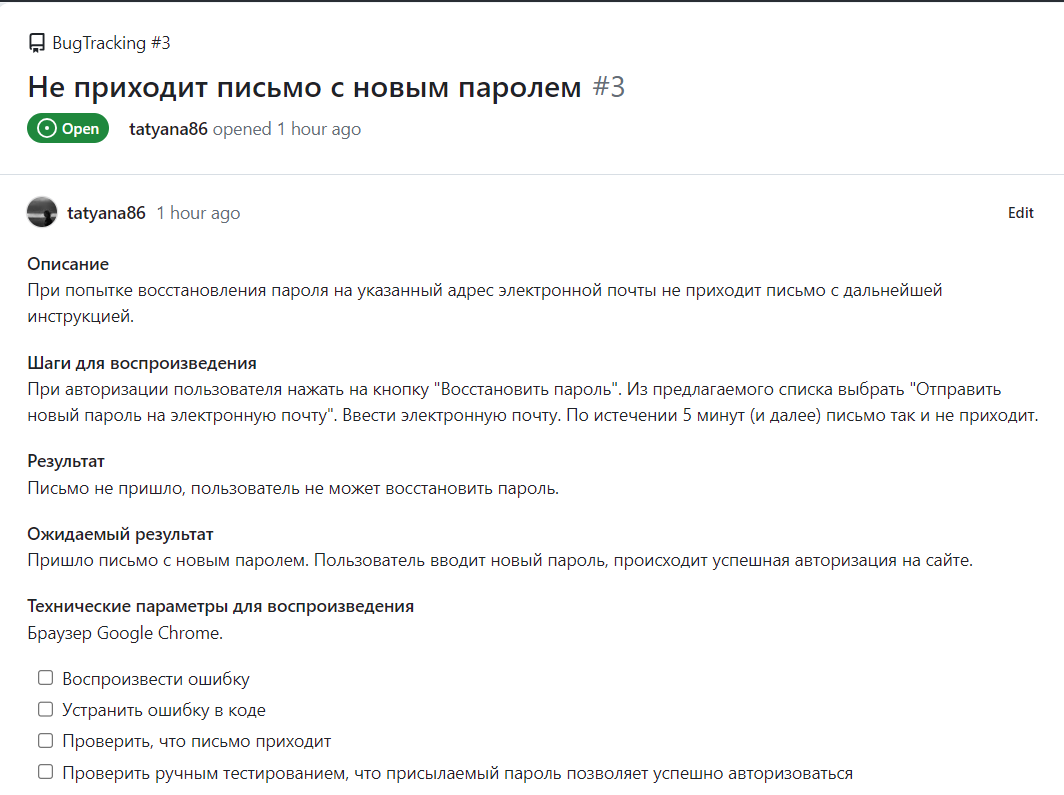 BugTracking #3
Не приходит письмо с новым паролем #3
Open tatyana86 opened 1 hour ago
tatyana86 1 hour ago Edit
Описание
При попытке восстановления пароля на указанный адрес электронной почты не приходит письмо с дальнейшей
инструкцией.
Шаги для воспроизведения
При авторизации пользователя нажать на кнопку "Восстановить пароль". Из предлагаемого списка выбрать "Отправить
новый пароль на электронную почту". Ввести электронную почту. По истечении 5 минут (и далее) письмо так и не приходит.
Результат
Письмо не пришло, пользователь не может восстановить пароль.
Ожидаемый результат
Пришло письмо с новым паролем. Пользователь вводит новый пароль, происходит успешная авторизация на сайте.
Технические параметры для воспроизведения
Браузер Google Chrome.
Воспроизвести ошибку
Устранить ошибку в коде
Проверить, что письмо приходит
Проверить ручным тестированием, что присылаемый пароль позволяет успешно авторизоваться